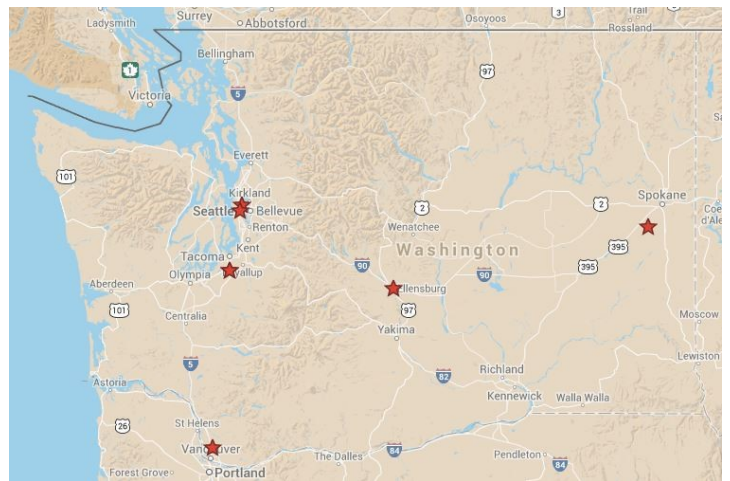 Ladysmith
Surrey
Abbotsford
Osoyoos
3
Trail
Rossland
1
Bellingham
Victoria
5
97
Everett
101
Kirkland
Seattle
Bellevue
Renton
Kent
Tacoma
Olympia
Aberdeen
101
Centralia
5
2
Wenatchee
Washington
90
90
97
Yakima
2
Spokane
395
395
Moscow
Lewiston
Richland
82
Kennewick
Walla Walla
Astoria
26
St Helens
Portland
Forest Grove
The Dalles
84
Pendleton
84